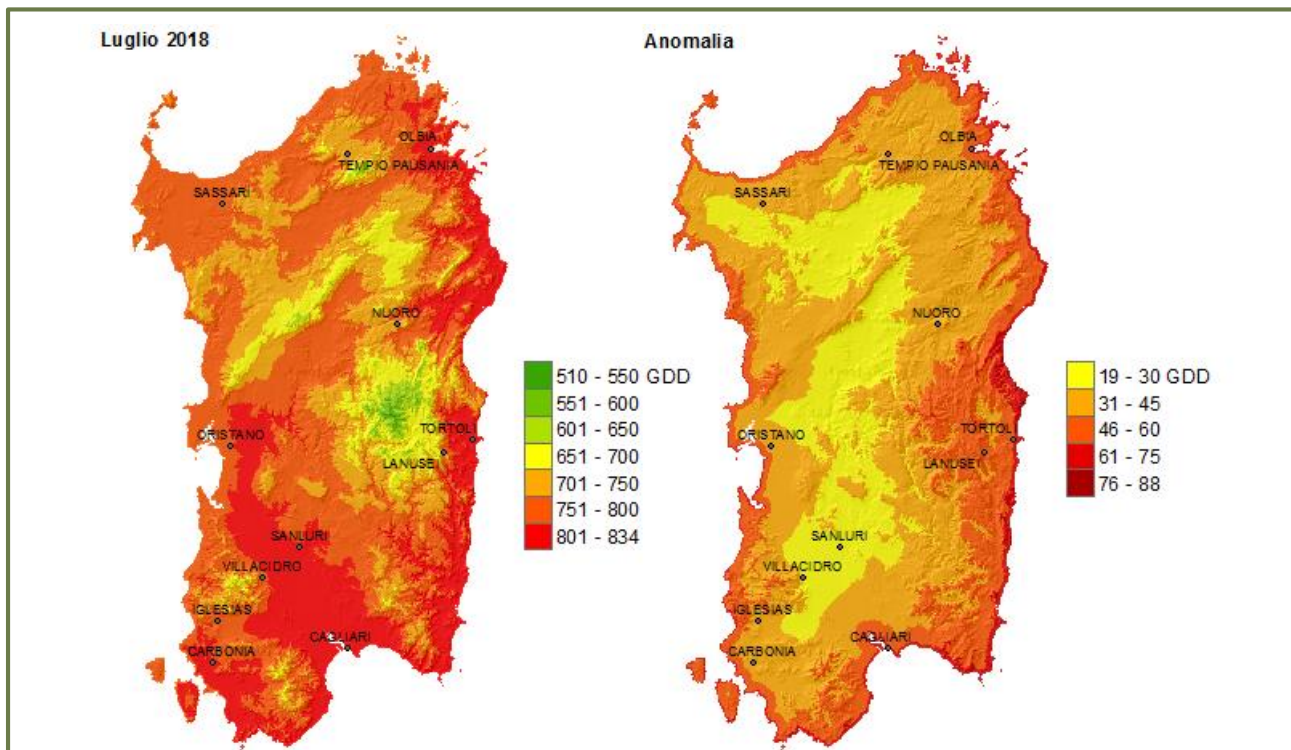 Luglio 2018
OLBIA
TEMPIO PAUSANIA
SASSARI
NUORO
ORISTANO
TORTOLI
LANUSEI
SANLURI
VILLACIDRO
IGLESIAS
CAGLIARI
CARBONIA
510 - 550 GDD
551 - 600
601 - 650
651 - 700
701 - 750
751 - 800
801 - 834
Anomalia
OLBIA
TEMPIO PAUSANIA
SASSARI
NUORO
ORISTANO
TORTOLI
LANUSEI
SANLURI
VILLACIDRO
IGLESIAS
CAGLIARI
CARBONIA
19 - 30 GDD
31 - 45
46 - 60
61 - 75
76 - 88